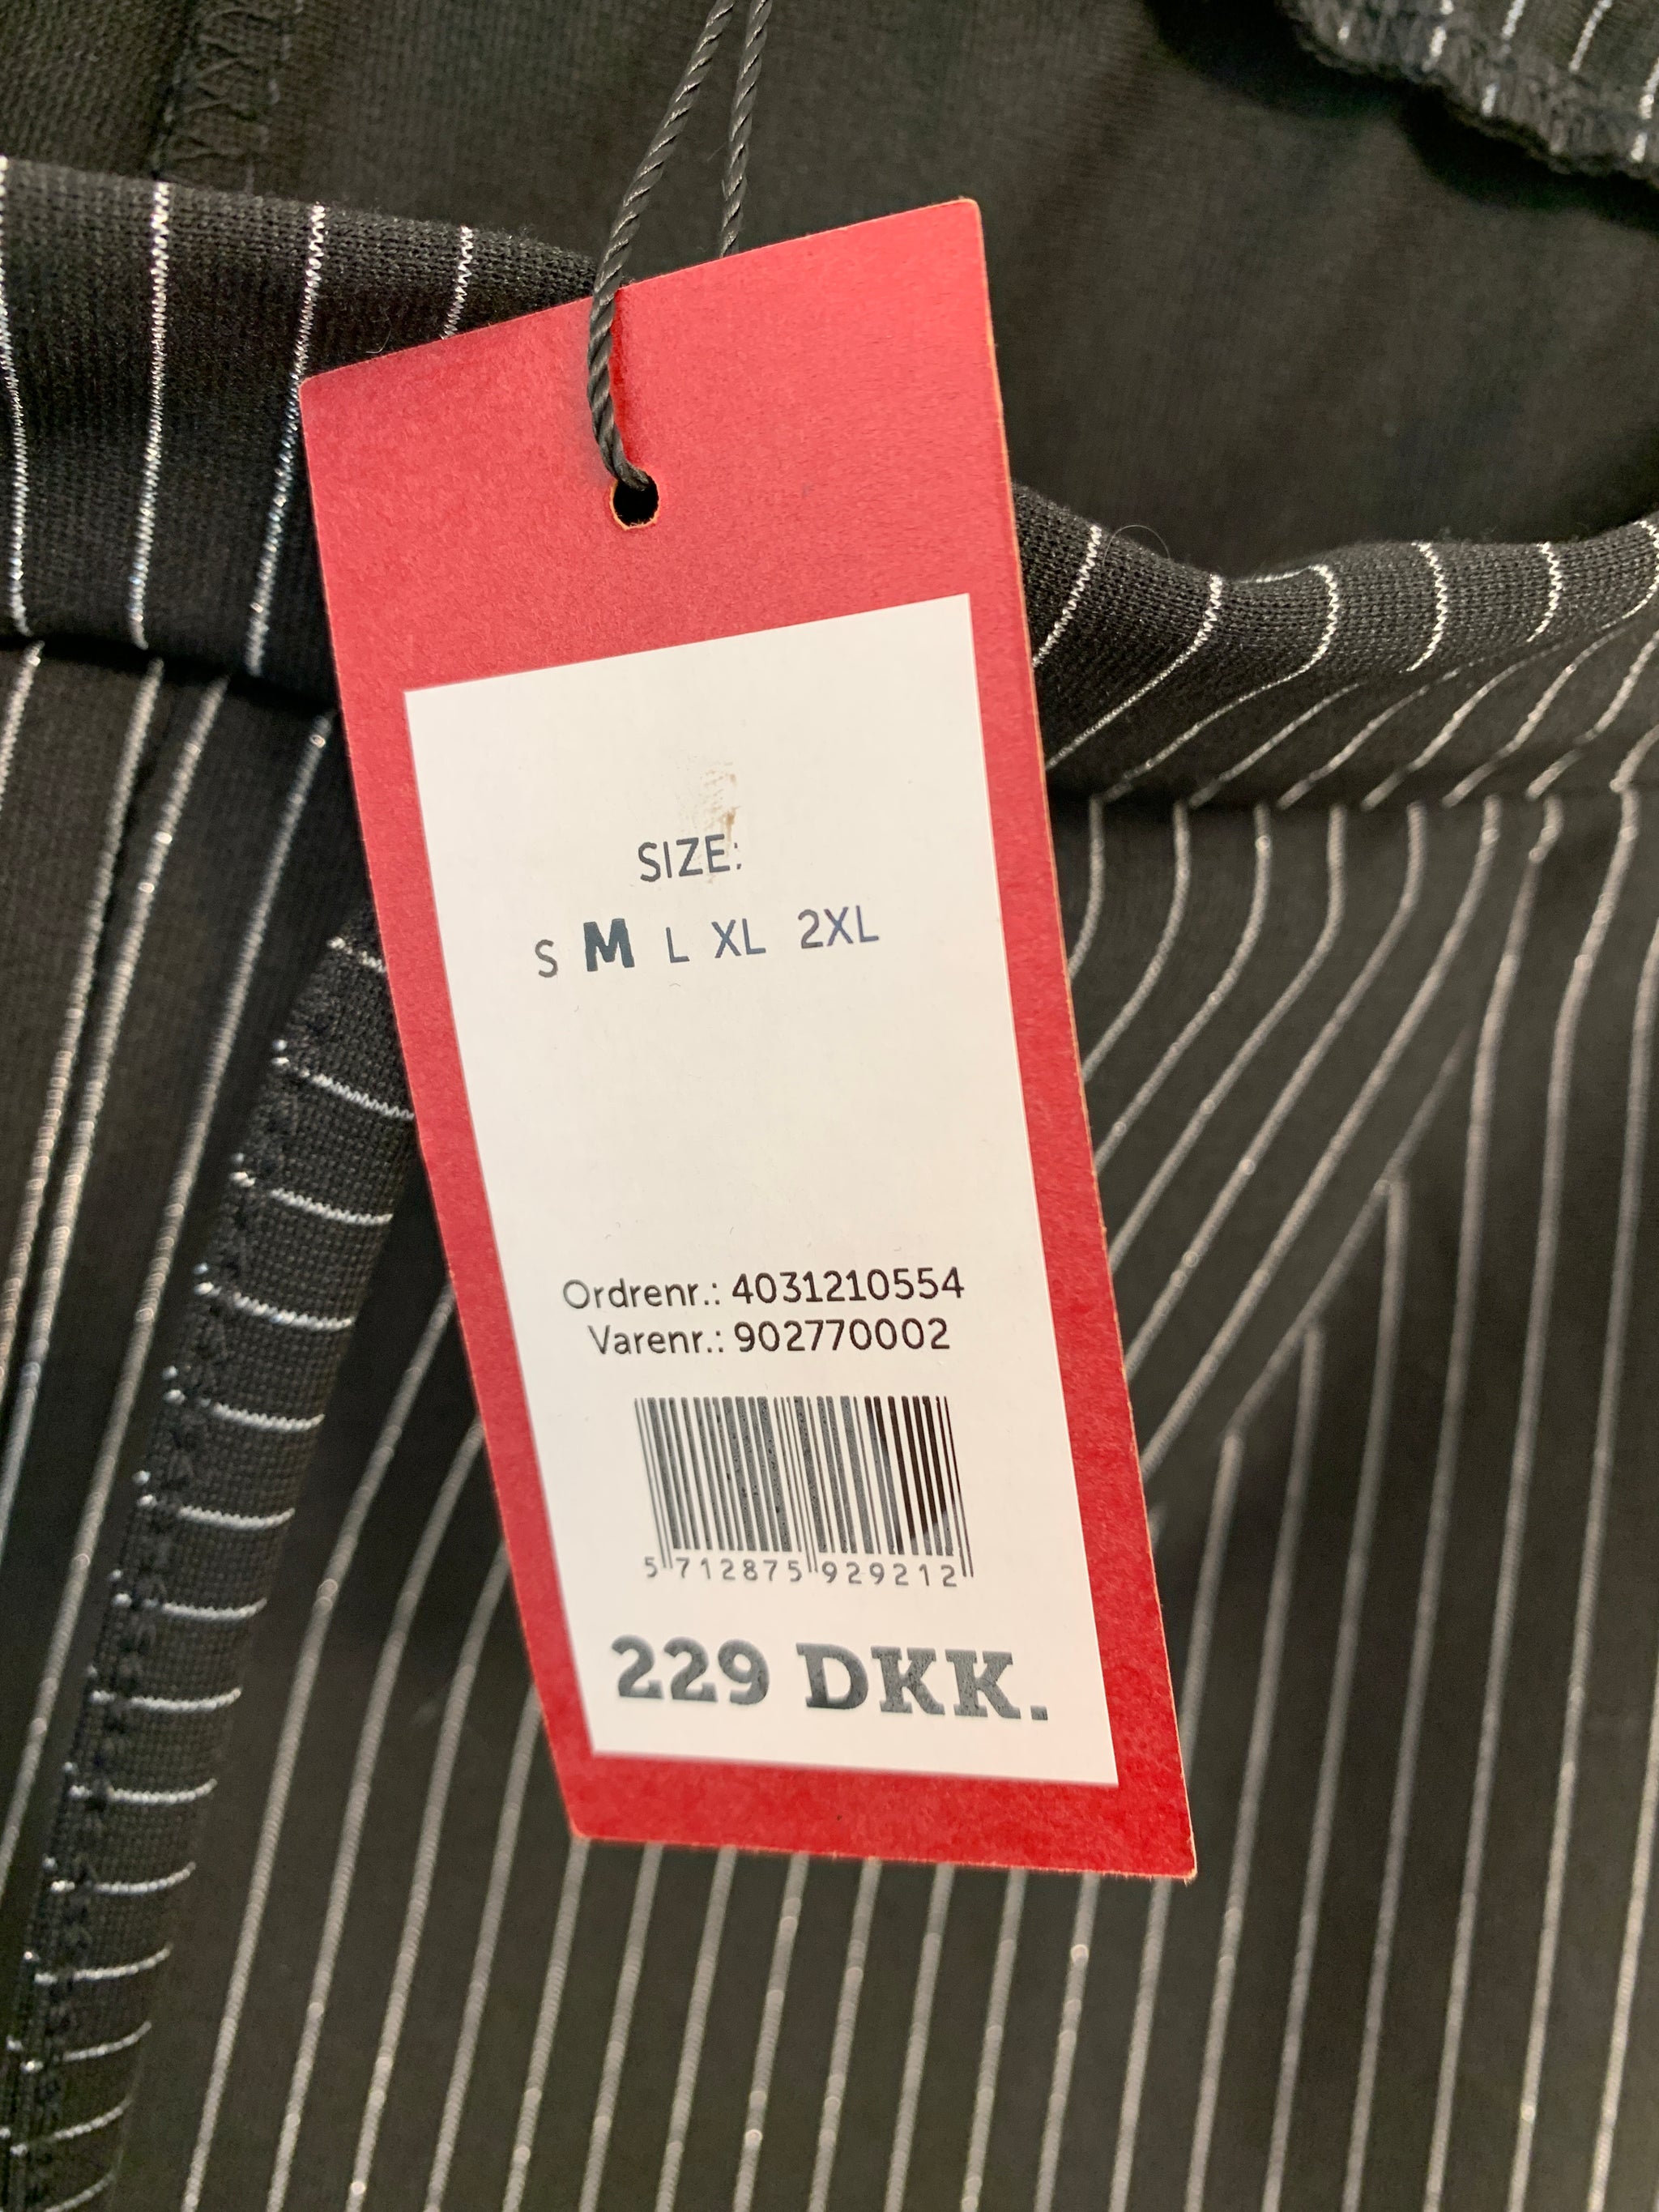 SIZE:
S M L XL 2XL
Ordrenr.: 4031210554
Varenr.: 902770002
5 712875 929212
229 DKK.